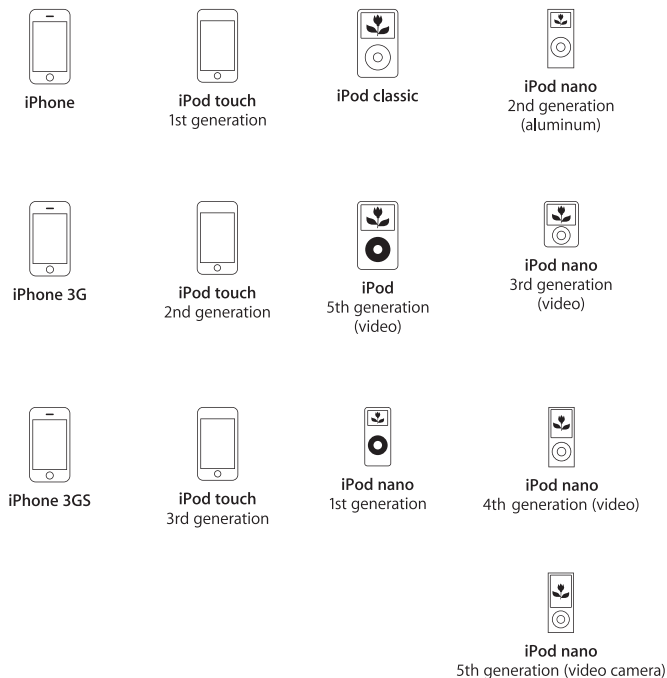 iPhone
iPod touch
1st generation
iPod classic
iPod nano
2nd generation
(aluminum)
iPhone 3G
iPod touch
2nd generation
iPod
5th generation
(video)
iPod nano
3rd generation
(video)
iPhone 3GS
iPod touch
3rd generation
iPod nano
1st generation
iPod nano
4th generation (video)
iPod nano
5th generation (video camera)